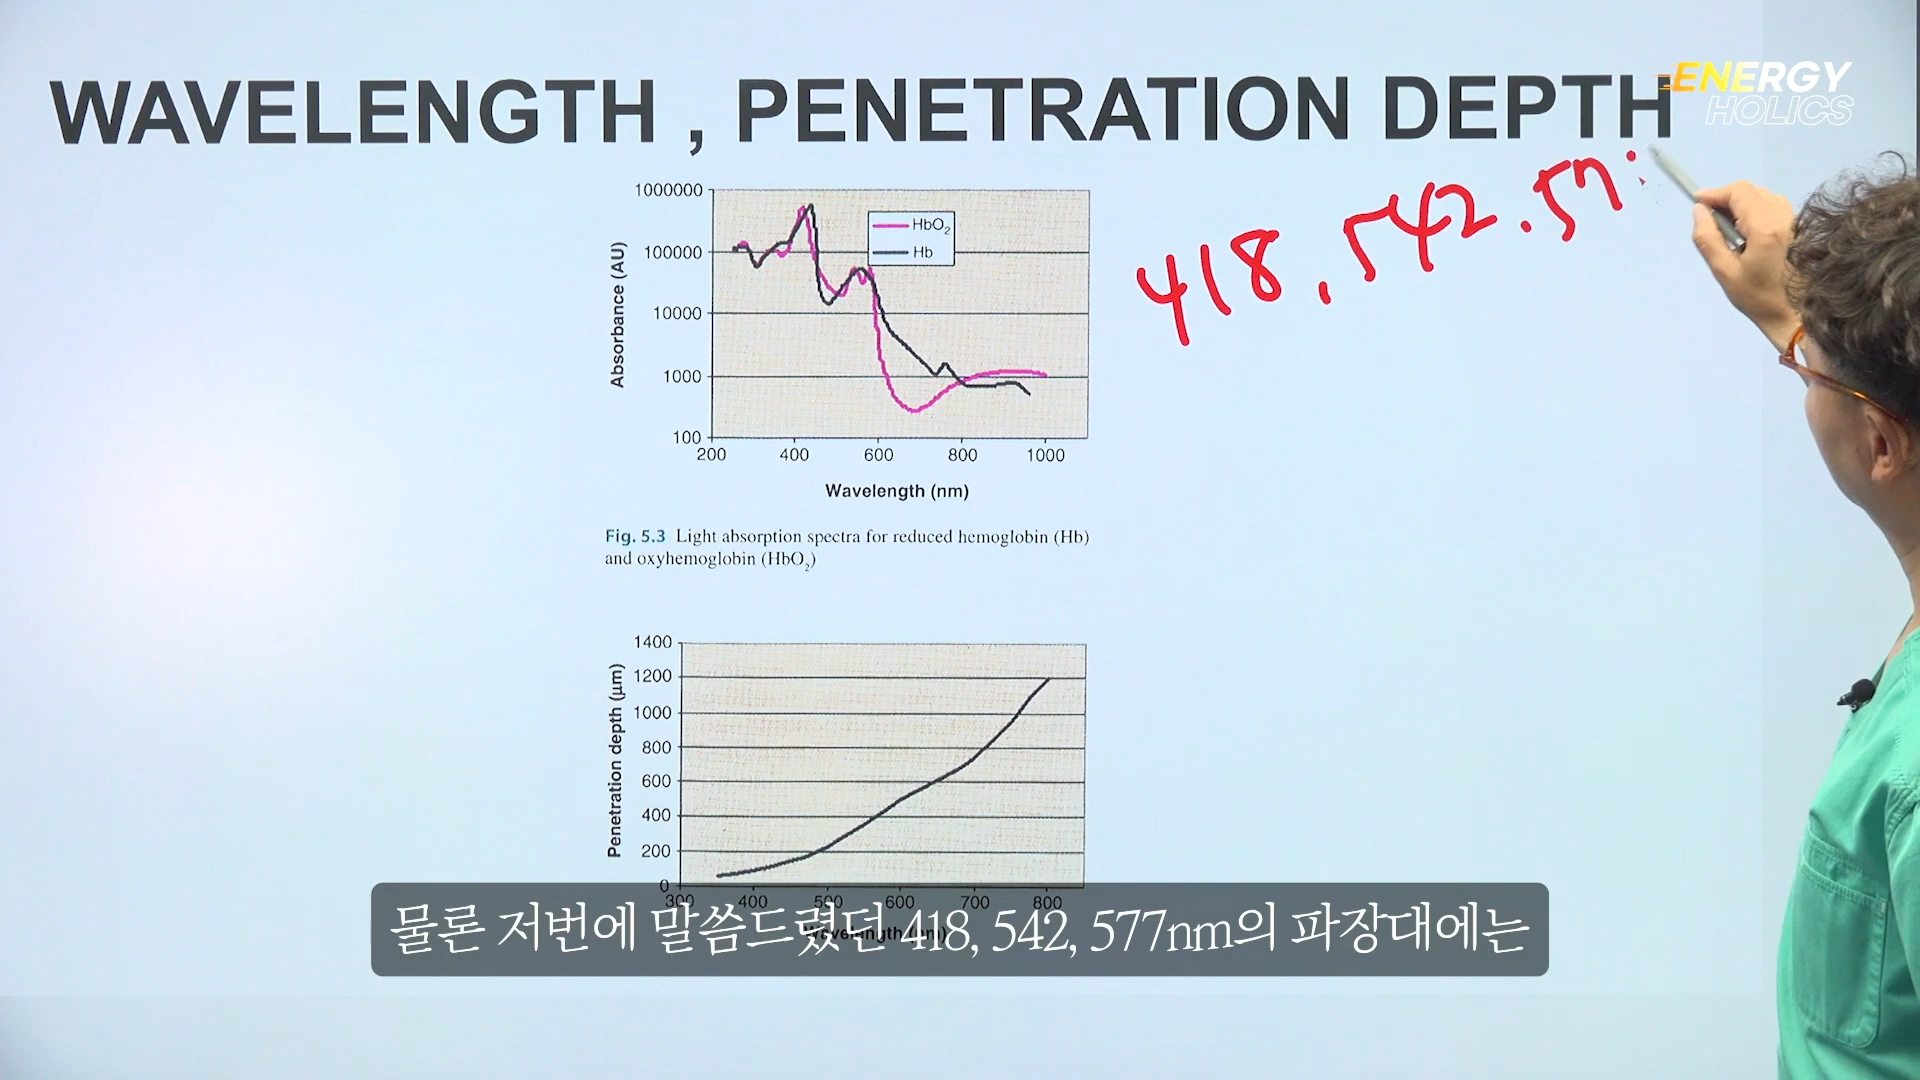 WAVELENGTH , PENETRATION DEPTH
ENERGY
HOLICS
418, 542. 57
1000000
100000
10000
1000
100
Absorbance (AU)
HbO₂
Hb
200 400 600 800 1000
Wavelength (nm)
Fig. 5.3 Light absorption spectra for reduced hemoglobin (Hb)
and oxyhemoglobin (HbO₂)
1400
1200
1000
800
600
400
200
0
Penetration depth (µm)
300 400 500 600 700 800
Wavelength (nm)
물론 저번에 말씀드렸던 418, 542, 577nm의 파장대에는